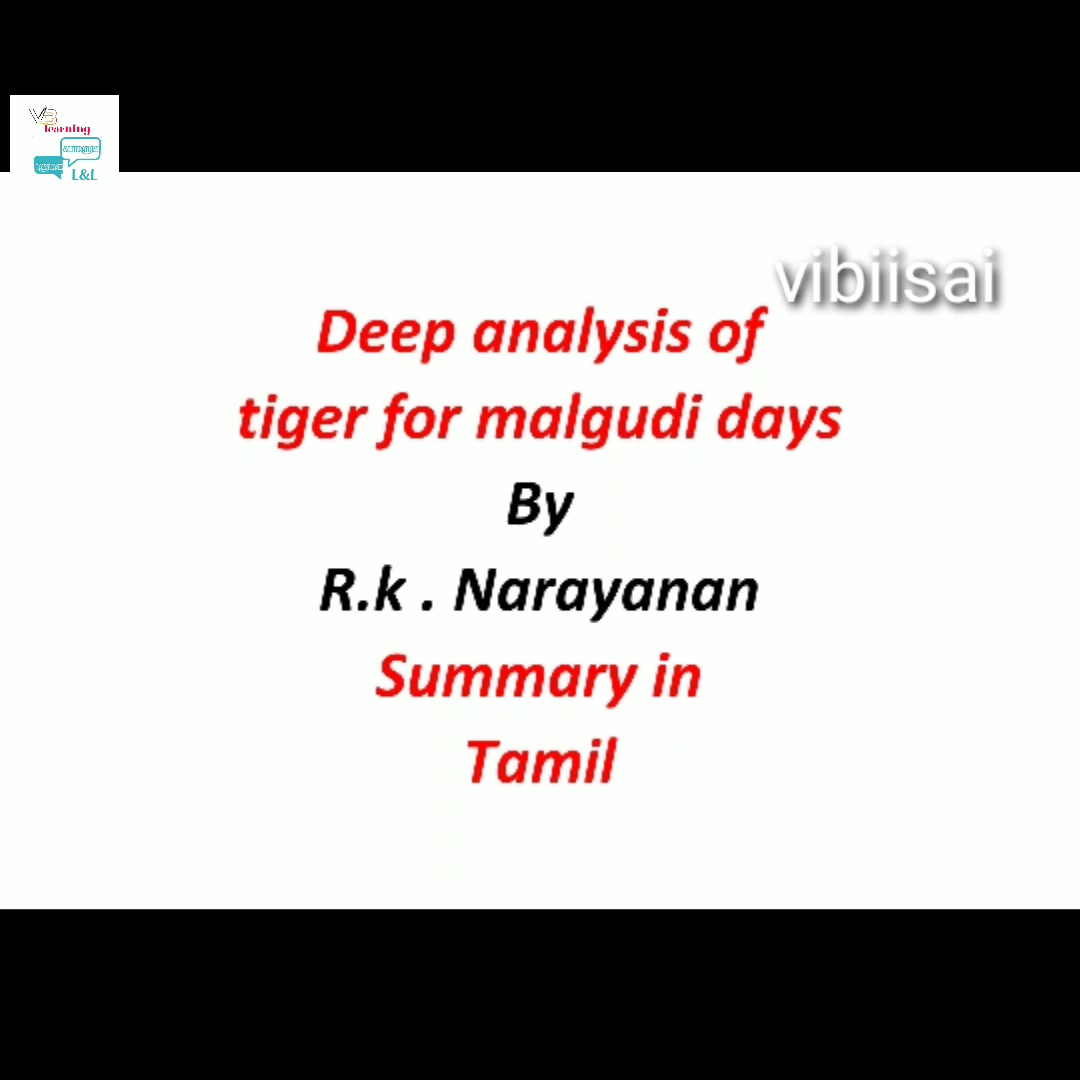 VB
learning
L&L
vibiisai
Deep analysis of
tiger for malgudi days
By
R.k . Narayanan
Summary in
Tamil